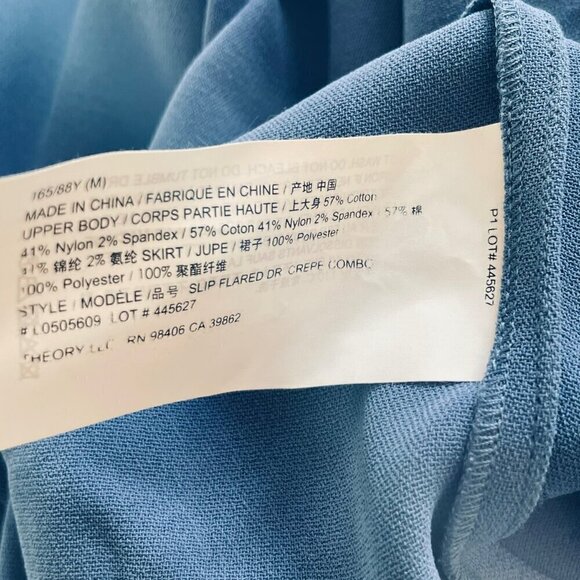 165/88Y (M)
MADE IN CHINA / FABRIQUÉ EN CHINE / 产地 中国
UPPER BODY / CORPS PARTIE HAUTE / 上大身 57% Cotton
41% Nylon 2% Spandex / 57% Coton 41% Nylon 2% Spandex / 57% 棉
41% 锦纶 2% 氨纶 SKIRT / JUPE / 裙子 100% Polyester
100% Polyester / 100% 聚酯纤维
STYLE / MODÈLE /品号 SLIP FLARED DR CREPE COMBO
# L0505609 LOT # 445627
THEORY LLC RN 98406 CA 39862
P1 LOT# 445627